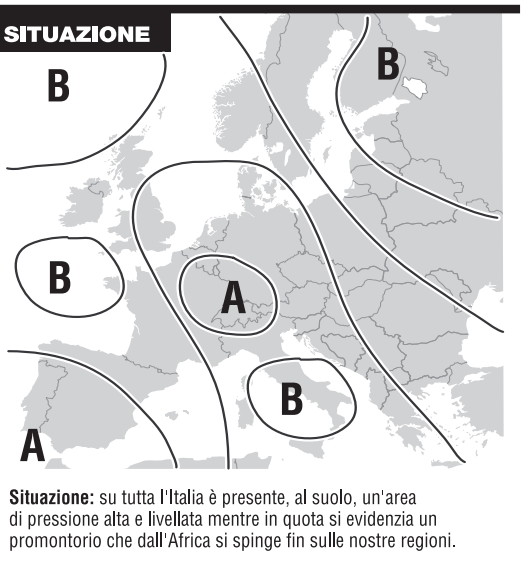 SITUAZIONE
B
B
B
A
B
A
Situazione: su tutta l'Italia è presente, al suolo, un'area
di pressione alta e livellata mentre in quota si evidenzia un
promontorio che dall'Africa si spinge fin sulle nostre regioni.